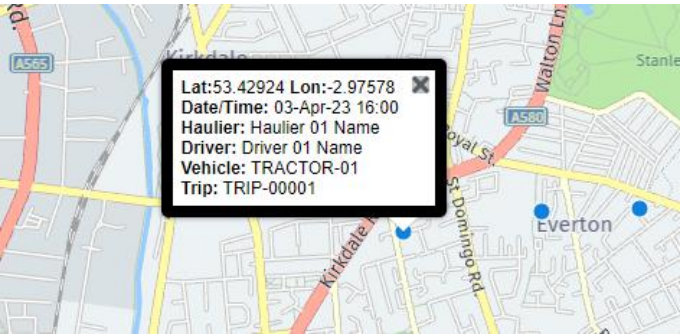 Rd.
A565
Kirkdale
Walton Ln.
Stanle
A580
Lat:53.42924 Lon:-2.97578
Date/Time: 03-Apr-23 16:00
Haulier: Haulier 01 Name
Driver: Driver 01 Name
Vehicle: TRACTOR-01
Trip: TRIP-00001
oyal St.
St Domingo Rd.
Everton
Kirkdale